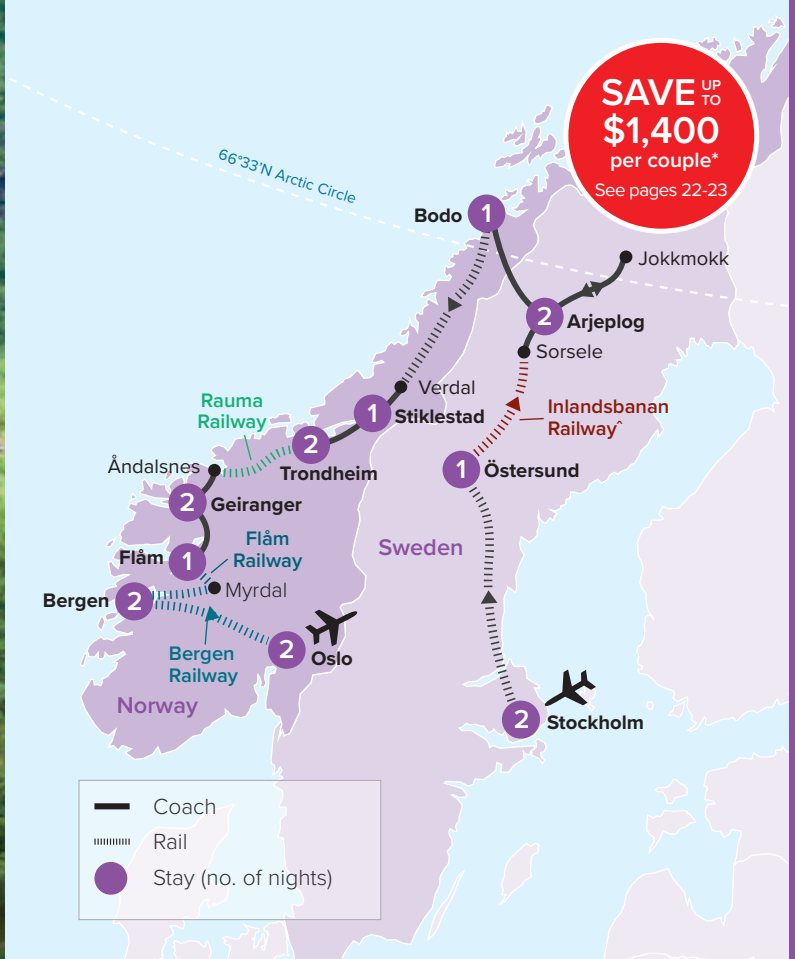 SAVE UP TO
$1,400
per couple*
See pages 22-23
66°33'N Arctic Circle
Bodo 1
Jokkmokk
2 Arjeplog
Sorsele
Verdal
Rauma
Railway
1 Stiklestad
Inlandsbanan
Railway^
2
Trondheim
Åndalsnes
1 Östersund
2 Geiranger
Flåm
Railway
Sweden
Flåm 1
Myrdal
Bergen 2
Bergen
Railway
2 Oslo
Norway
2 Stockholm
Coach
Rail
Stay (no. of nights)